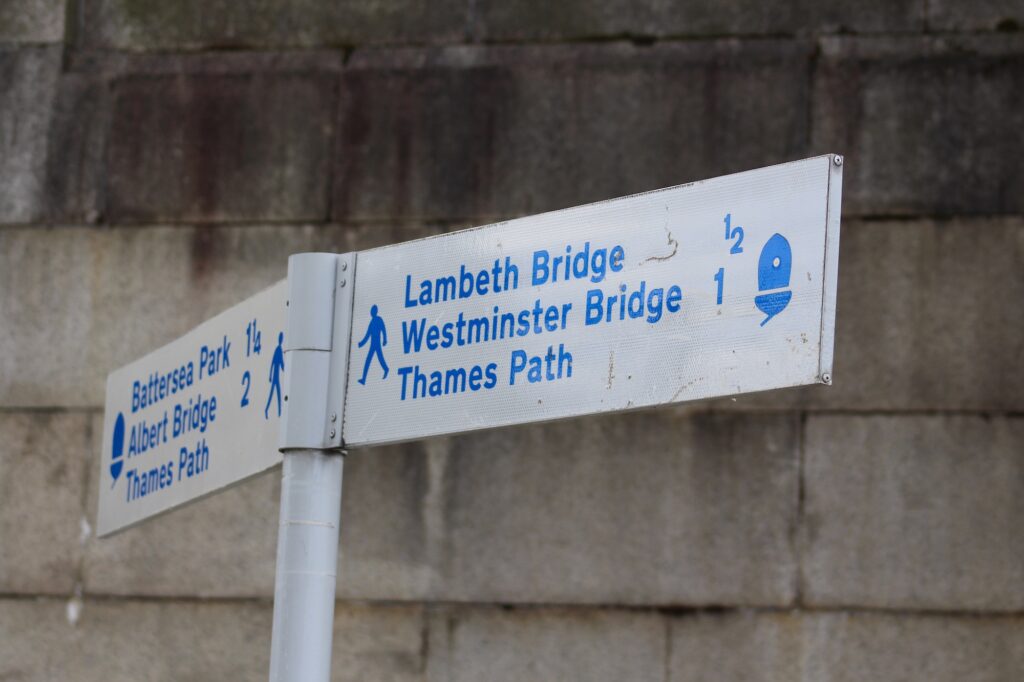 Battersea Park 1¼
Albert Bridge 2
Thames Path
Lambeth Bridge ½
Westminster Bridge 1
Thames Path